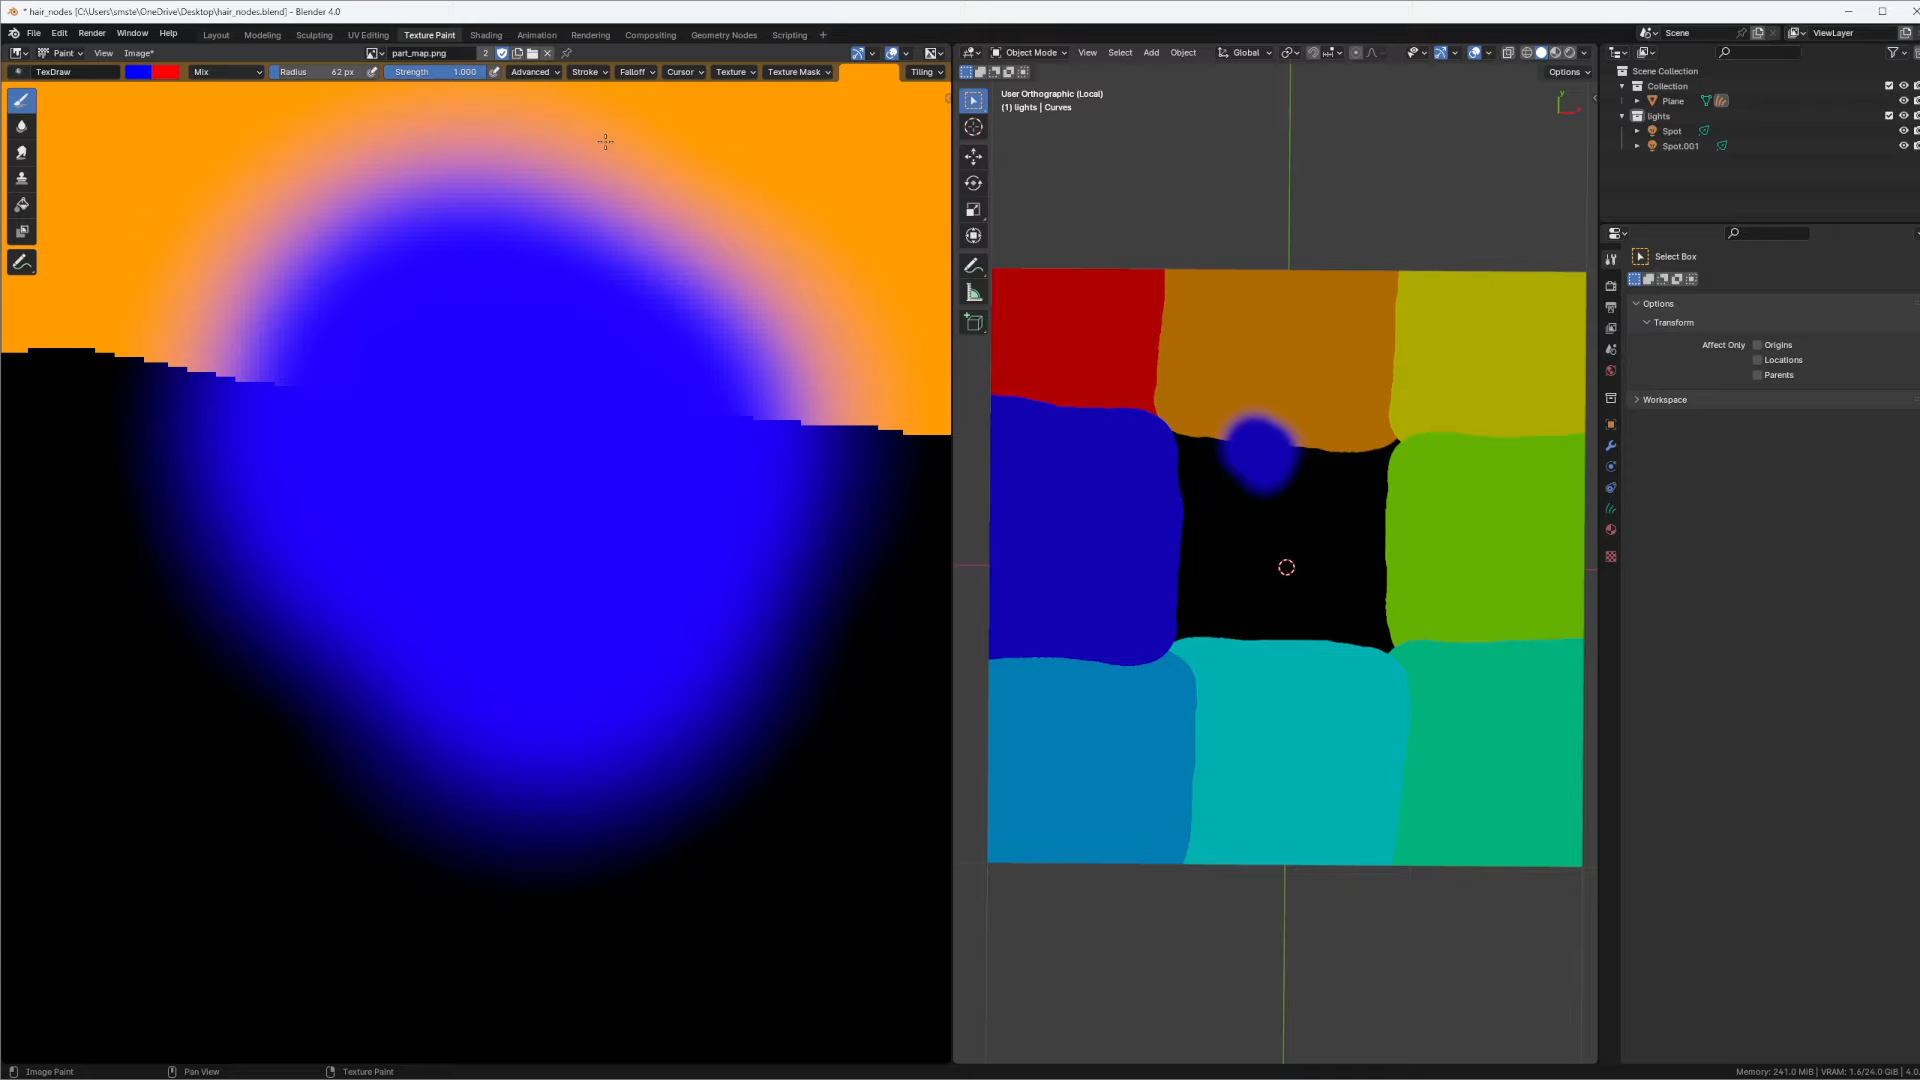 * hair_nodes [C:\Users\smste\OneDrive\Desktop\hair_nodes.blend] - Blender 4.0
File Edit Render Window Help Layout Modeling Sculpting UV Editing Texture Paint Shading Animation Rendering Compositing Geometry Nodes Scripting + Scene ViewLayer
Paint View Image* part_map.png 2
Object Mode View Select Add Object Global
TexDraw Mix Radius 62 px Strength 1.000 Advanced Stroke Falloff Cursor Texture Texture Mask Tiling
Options
User Orthographic (Local)
(1) lights | Curves
Y
Scene Collection
Collection
Plane
lights
Spot
Spot.001
Select Box
Options
Transform
Affect Only Origins
Locations
Parents
Workspace
Image Paint Pan View Texture Paint Memory: 241.0 MiB | VRAM: 1.6/24.0 GiB | 4.0